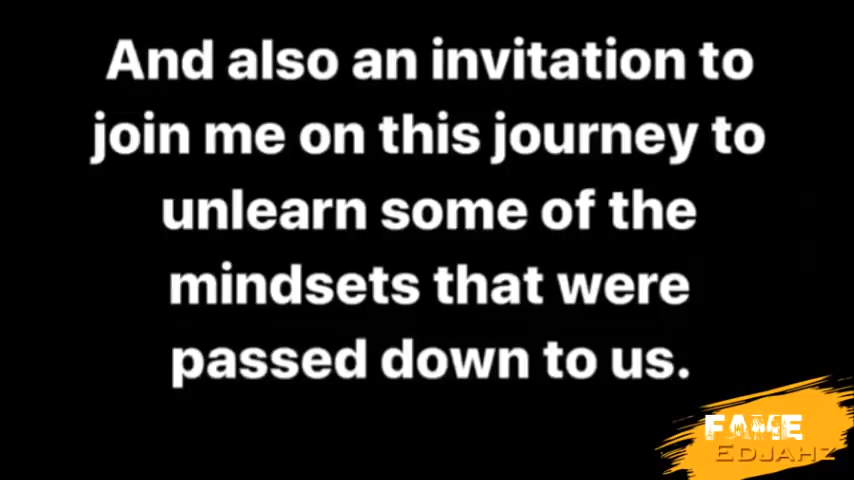 And also an invitation to
join me on this journey to
unlearn some of the
mindsets that were
passed down to us.
FAME
EDJAHZ